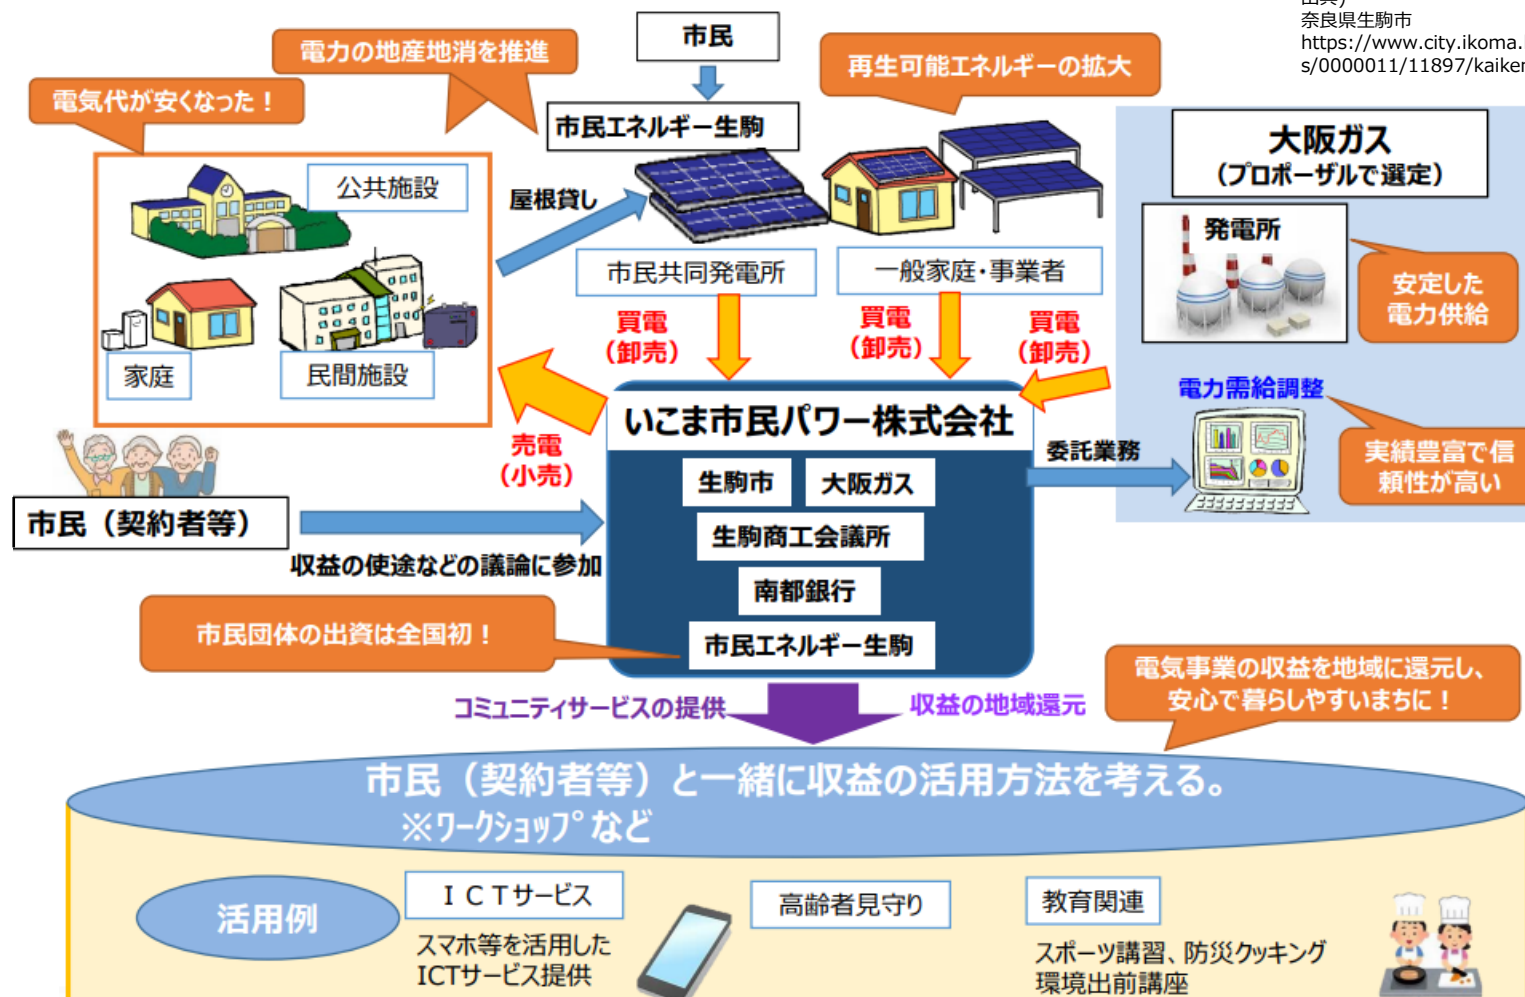 出典)
奈良県生駒市
https://www.city.ikoma.
s/0000011/11897/kaiken
市民
電力の地産地消を推進
再生可能エネルギーの拡大
電気代が安くなった！
市民エネルギー生駒
大阪ガス
（プロポーザルで選定）
公共施設
屋根貸し
発電所
市民共同発電所
一般家庭・事業者
安定した
電力供給
買電
（卸売）
買電
（卸売）
買電
（卸売）
家庭
民間施設
電力需給調整
いこま市民パワー株式会社
売電
（小売）
委託業務
実績豊富で信
頼性が高い
生駒市
大阪ガス
市民（契約者等）
生駒商工会議所
収益の使途などの議論に参加
南都銀行
市民団体の出資は全国初！
市民エネルギー生駒
電気事業の収益を地域に還元し、
安心で暮らしやすいまちに！
コミュニティサービスの提供
収益の地域還元
市民（契約者等）と一緒に収益の活用方法を考える。
※ワークショップなど
活用例
ＩＣＴサービス
高齢者見守り
教育関連
スマホ等を活用した
ICTサービス提供
スポーツ講習、防災クッキング
環境出前講座